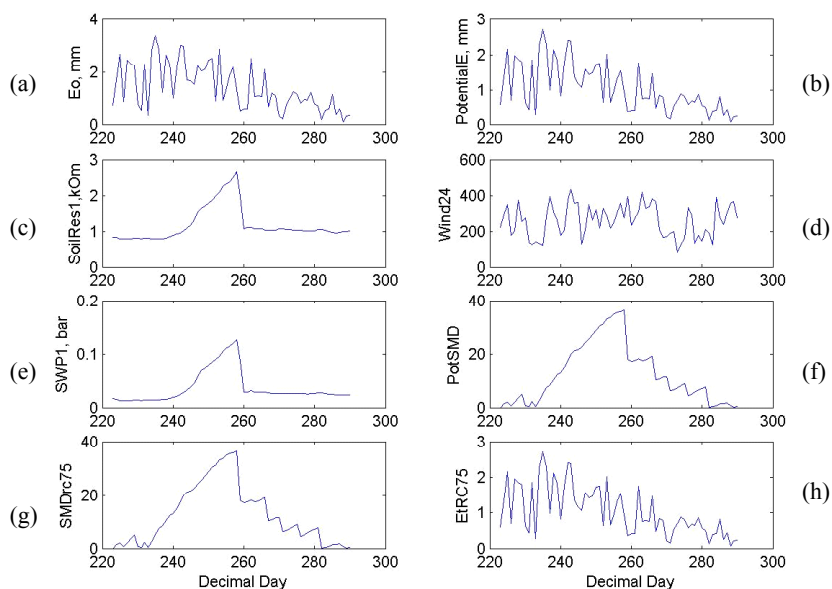 (a)
Eo, mm
4
2
0
220 240 260 280 300
PotentialE, mm
3
2
1
0
220 240 260 280 300
(b)
(c)
SoilRes1,kOm
3
2
1
0
220 240 260 280 300
Wind24
600
400
200
0
220 240 260 280 300
(d)
(e)
SWP1, bar
0.2
0.1
0
220 240 260 280 300
PotSMD
40
20
0
220 240 260 280 300
(f)
(g)
SMDrc75
40
20
0
220 240 260 280 300
Decimal Day
EtRC75
3
2
1
0
220 240 260 280 300
Decimal Day
(h)